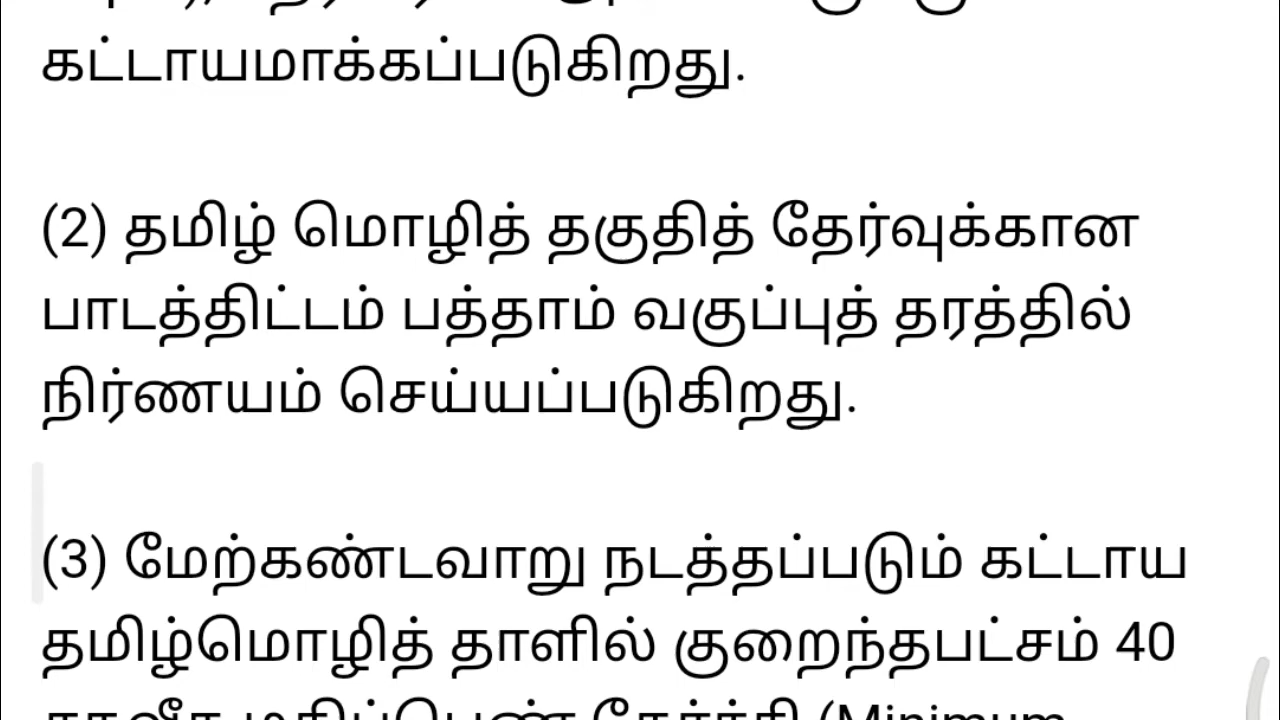 கட்டாயமாக்கப்படுகிறது.
(2) தமிழ் மொழித் தகுதித் தேர்வுக்கான
பாடத்திட்டம் பத்தாம் வகுப்புத் தரத்தில்
நிர்ணயம் செய்யப்படுகிறது.
(3) மேற்கண்டவாறு நடத்தப்படும் கட்டாய
தமிழ்மொழித் தாளில் குறைந்தபட்சம் 40
(Minimum